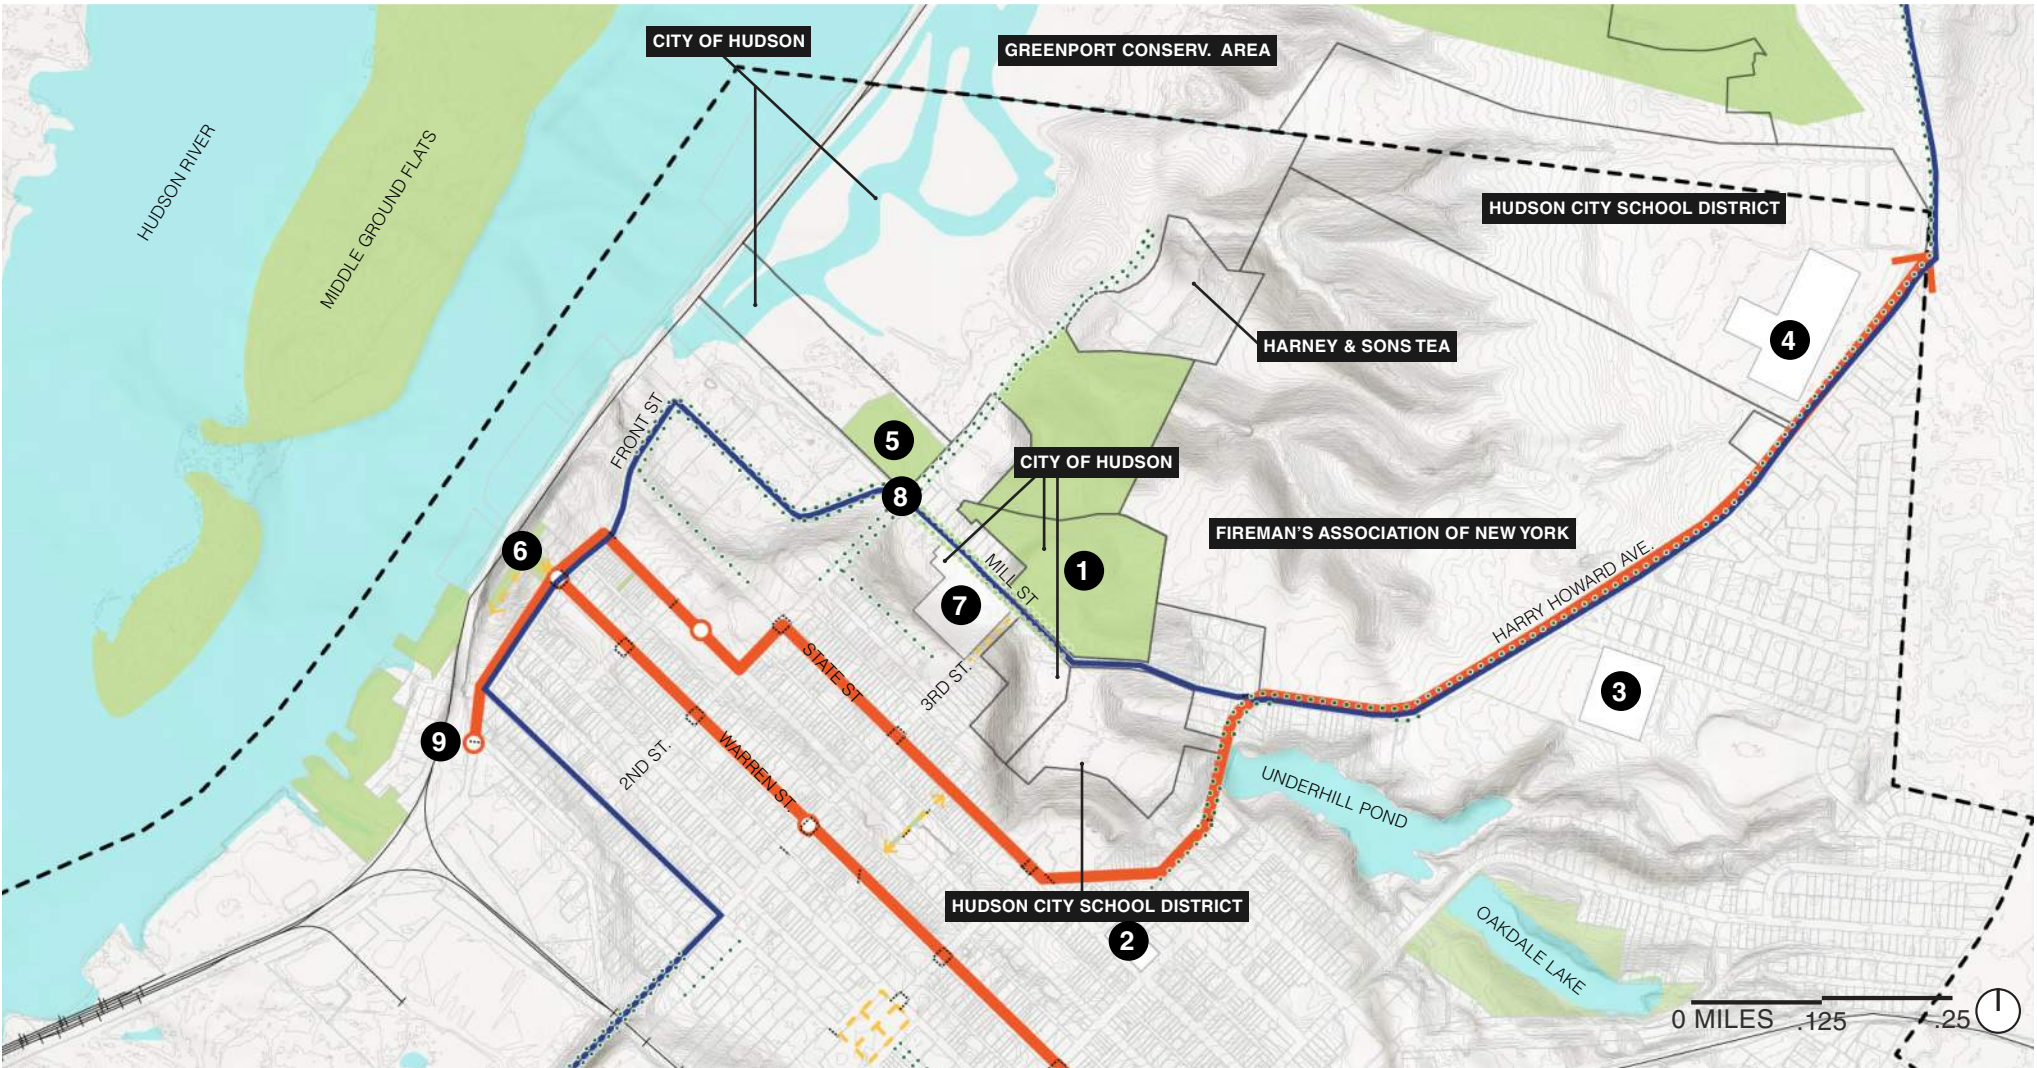 CITY OF HUDSON
GREENPORT CONSERV. AREA
HUDSON RIVER
MIDDLE GROUND FLATS
HUDSON CITY SCHOOL DISTRICT
4
HARNEY & SONS TEA
FRONT ST
5
CITY OF HUDSON
8
FIREMAN'S ASSOCIATION OF NEW YORK
6
MILL ST
1
7
HARRY HOWARD AVE.
STATE ST
3RD ST.
3
9
2ND ST.
WARREN ST.
UNDERHILL POND
HUDSON CITY SCHOOL DISTRICT
2
OAKDALE LAKE
0 MILES .125 .25